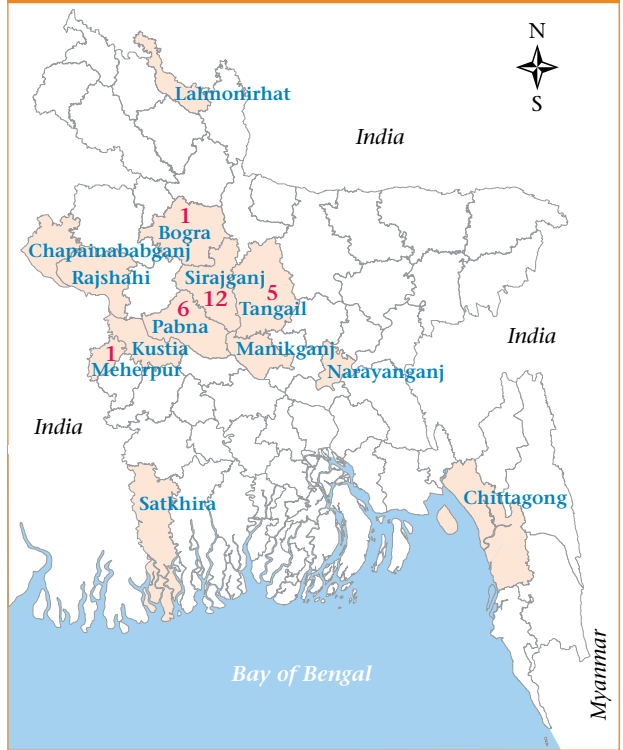 N
S
Lalmonirhat
India
1
Bogra
Chapainababganj
Rajshahi
Sirajganj
12
5
Tangail
6
Pabna
Kustia
Manikganj
1
Meherpur
Narayanganj
India
India
Satkhira
Chittagong
Bay of Bengal
Myanmar